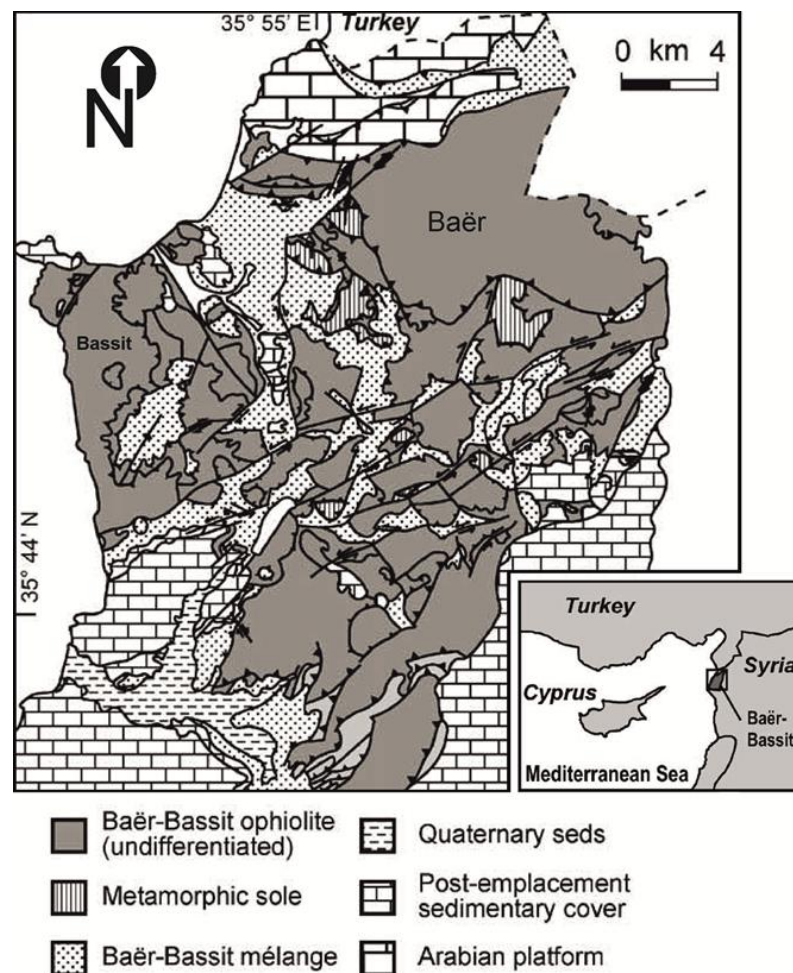 35° 55' E
Turkey
0 km 4
N
Baër
Bassit
35° 44' N
Turkey
Syria
Cyprus
Baër-
Bassit
Mediterranean Sea
Baër-Bassit ophiolite
(undifferentiated)
Quaternary seds
Metamorphic sole
Post-emplacement
sedimentary cover
Baër-Bassit mélange
Arabian platform